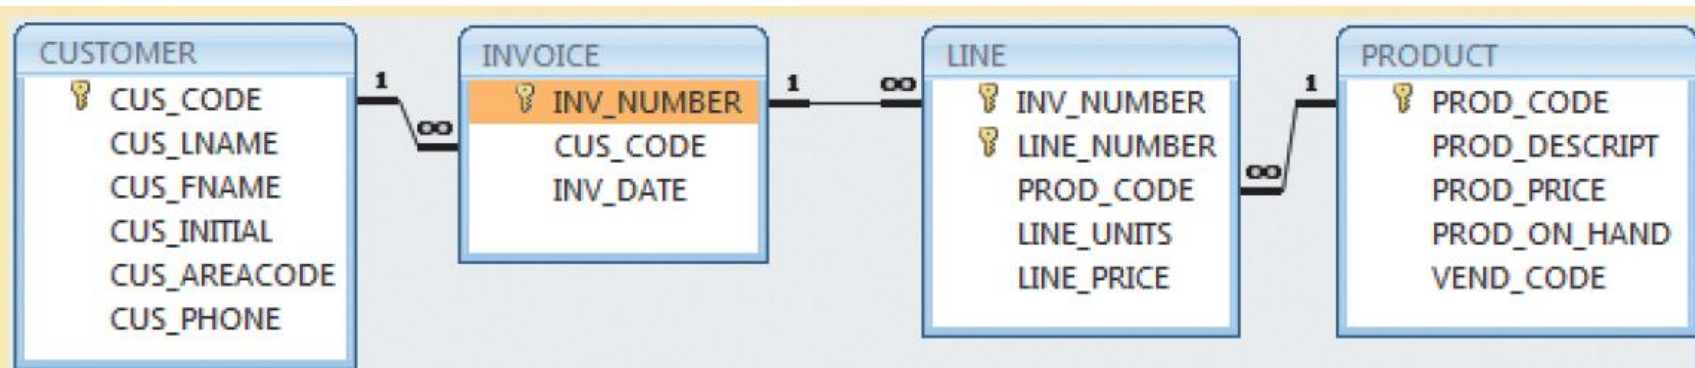 CUSTOMER
CUS_CODE
CUS_LNAME
CUS_FNAME
CUS_INITIAL
CUS_AREACODE
CUS_PHONE
1
∞
INVOICE
INV_NUMBER
CUS_CODE
INV_DATE
1
∞
LINE
INV_NUMBER
LINE_NUMBER
PROD_CODE
LINE_UNITS
LINE_PRICE
∞
1
PRODUCT
PROD_CODE
PROD_DESCRIPT
PROD_PRICE
PROD_ON_HAND
VEND_CODE